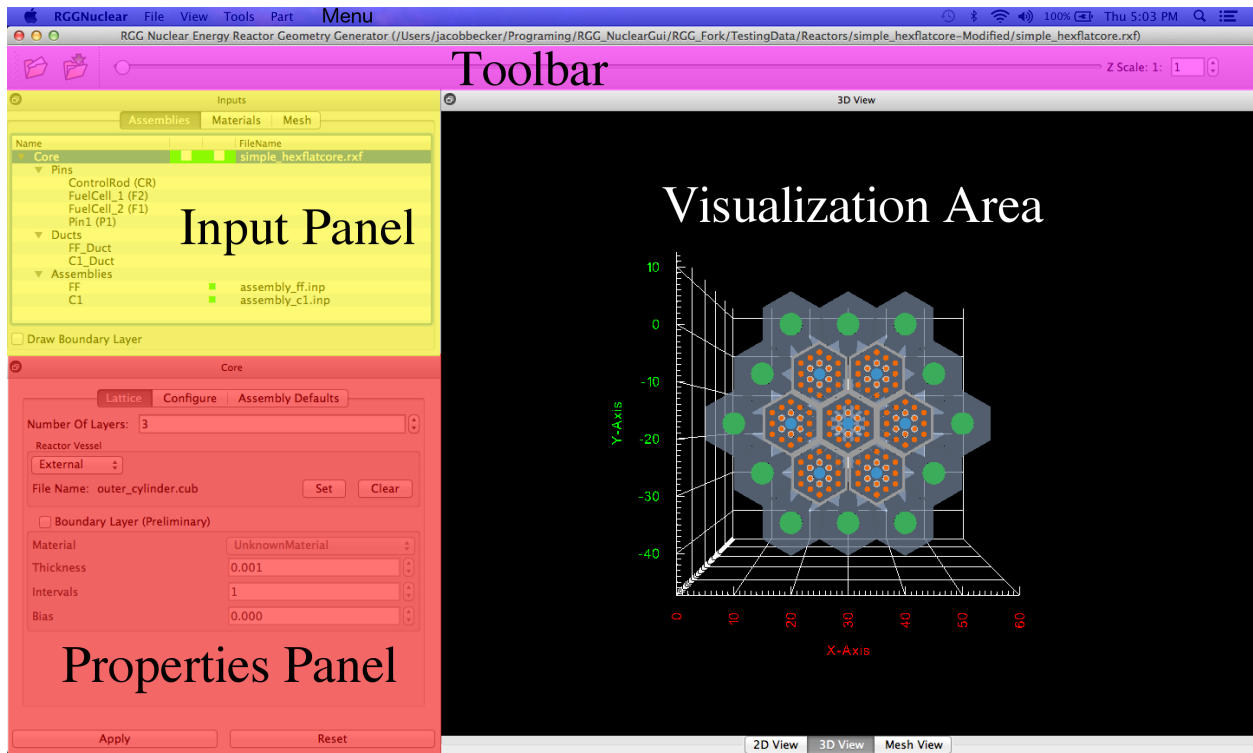 RGGNuclear File View Tools Part Menu 100% Thu 5:03 PM
RGG Nuclear Energy Reactor Geometry Generator (/Users/jacobbecker/Programing/RGG_NuclearGui/RGG_Fork/TestingData/Reactors/simple_hexflatcore-Modified/simple_hexflatcore.rxf)
Toolbar
Z Scale: 1: 1
Inputs
Assemblies Materials Mesh
Name FileName
Core simple_hexflatcore.rxf
Pins
ControlRod (CR)
FuelCell_1 (F2)
FuelCell_2 (F1)
Pin1 (P1)
Ducts
FF_Duct
C1_Duct
Assemblies
FF assembly_ff.inp
C1 assembly_c1.inp
Input Panel
Draw Boundary Layer
Core
Lattice Configure Assembly Defaults
Number Of Layers: 3
Reactor Vessel
External
File Name: outer_cylinder.cub Set Clear
Boundary Layer (Preliminary)
Material UnknownMaterial
Thickness 0.001
Intervals 1
Bias 0.000
Properties Panel
Apply Reset
3D View
Visualization Area
10
0
-10
-20
-30
-40
Y-Axis
0 10 20 30 40 50 60
X-Axis
2D View 3D View Mesh View